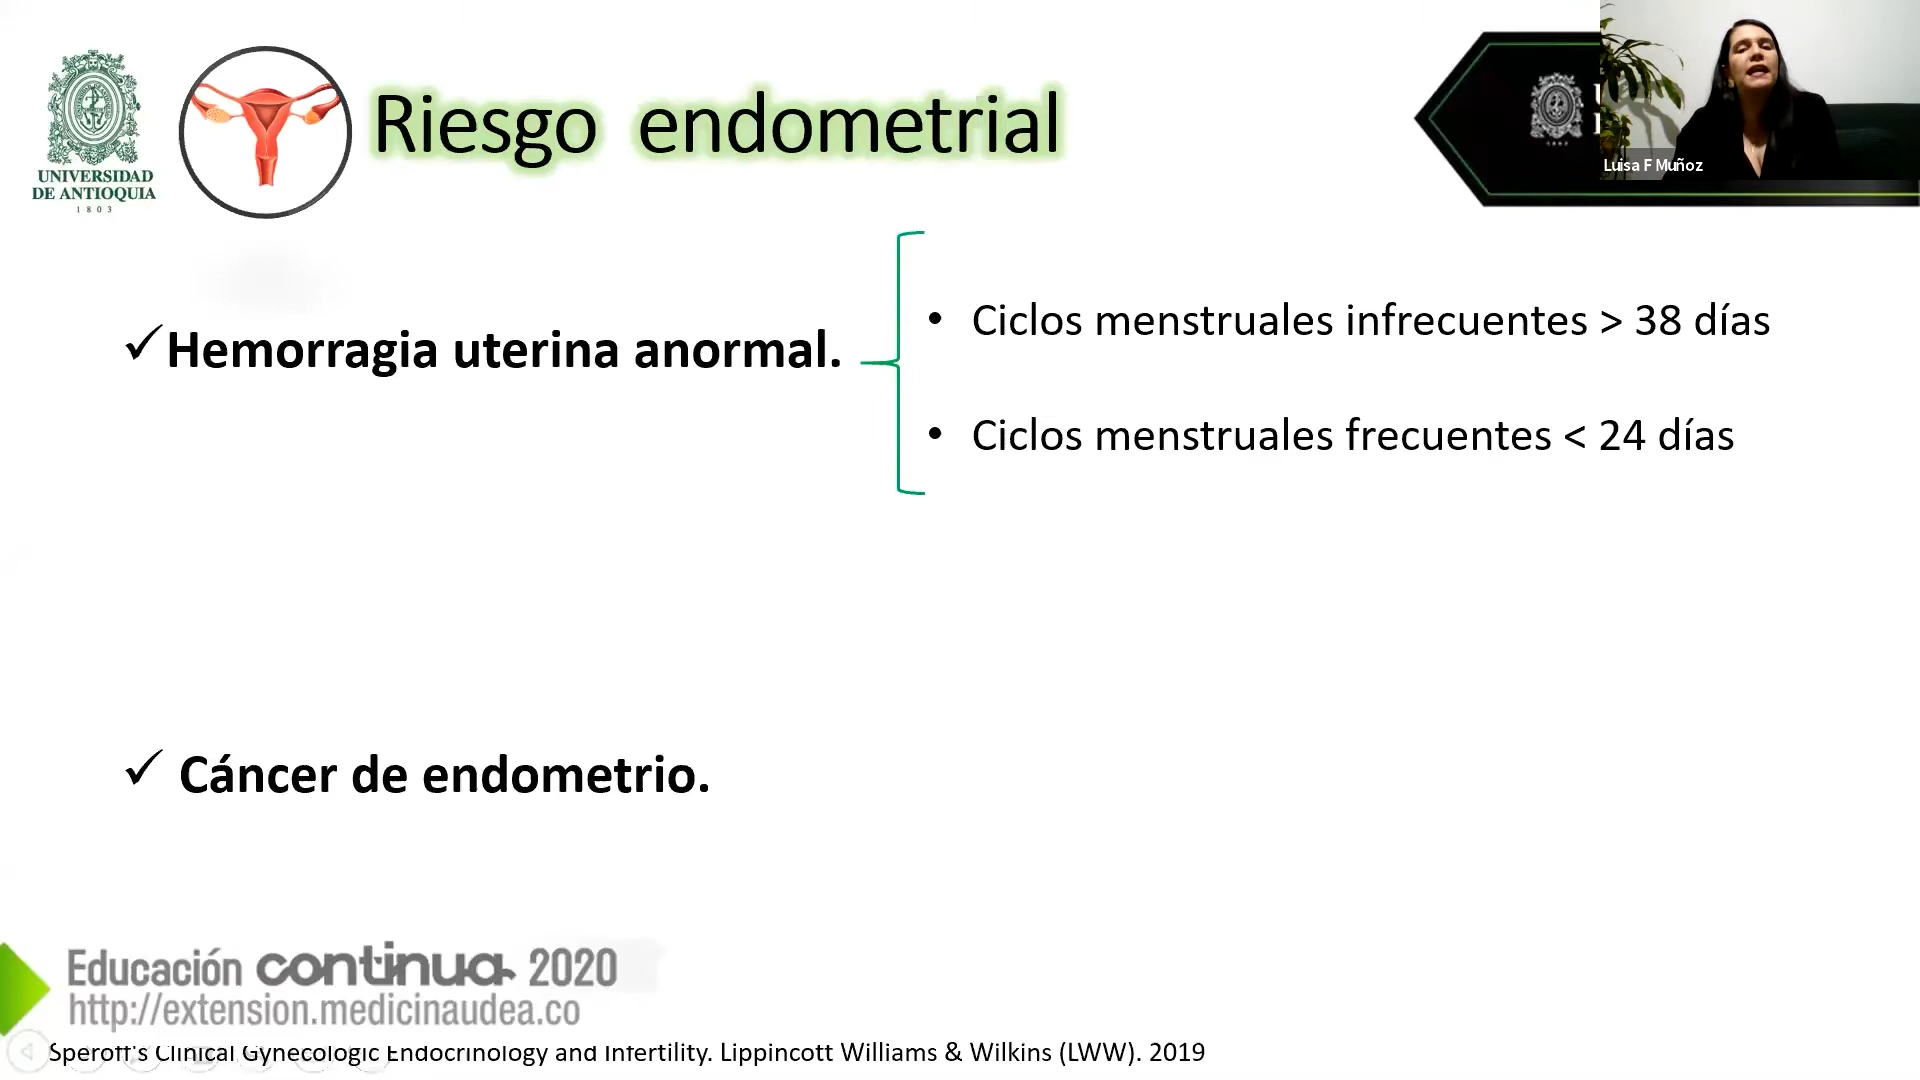 UNIVERSIDAD
DE ANTIOQUIA
1803
Riesgo endometrial
Luisa F Muñoz
✓Hemorragia uterina anormal.
• Ciclos menstruales infrecuentes > 38 días
• Ciclos menstruales frecuentes < 24 días
✓ Cáncer de endometrio.
Educación continua 2020
http://extension.medicinaudea.co
Speroff's Clinical Gynecologic Endocrinology and Infertility. Lippincott Williams & Wilkins (LWW). 2019